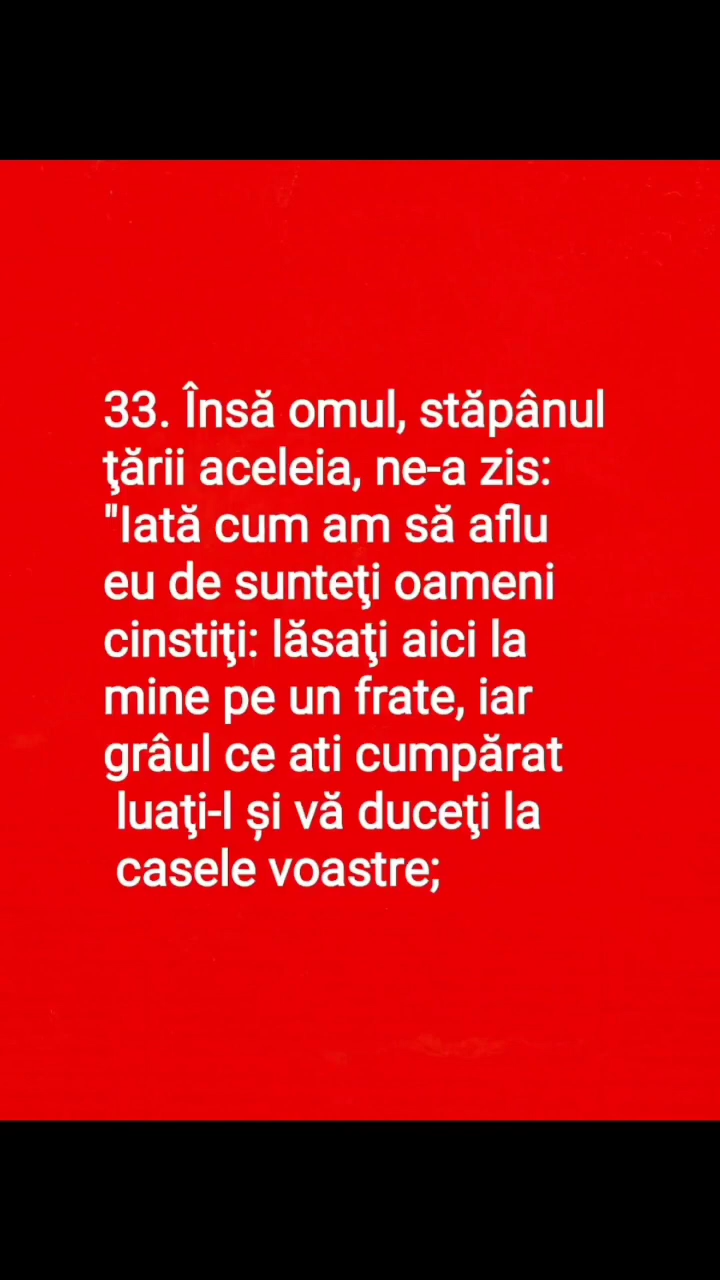 33. Însă omul, stăpânul
ţării aceleia, ne-a zis:
"Iată cum am să aflu
eu de sunteţi oameni
cinstiţi: lăsaţi aici la
mine pe un frate, iar
grâul ce ati cumpărat
luaţi-l și vă duceţi la
casele voastre;